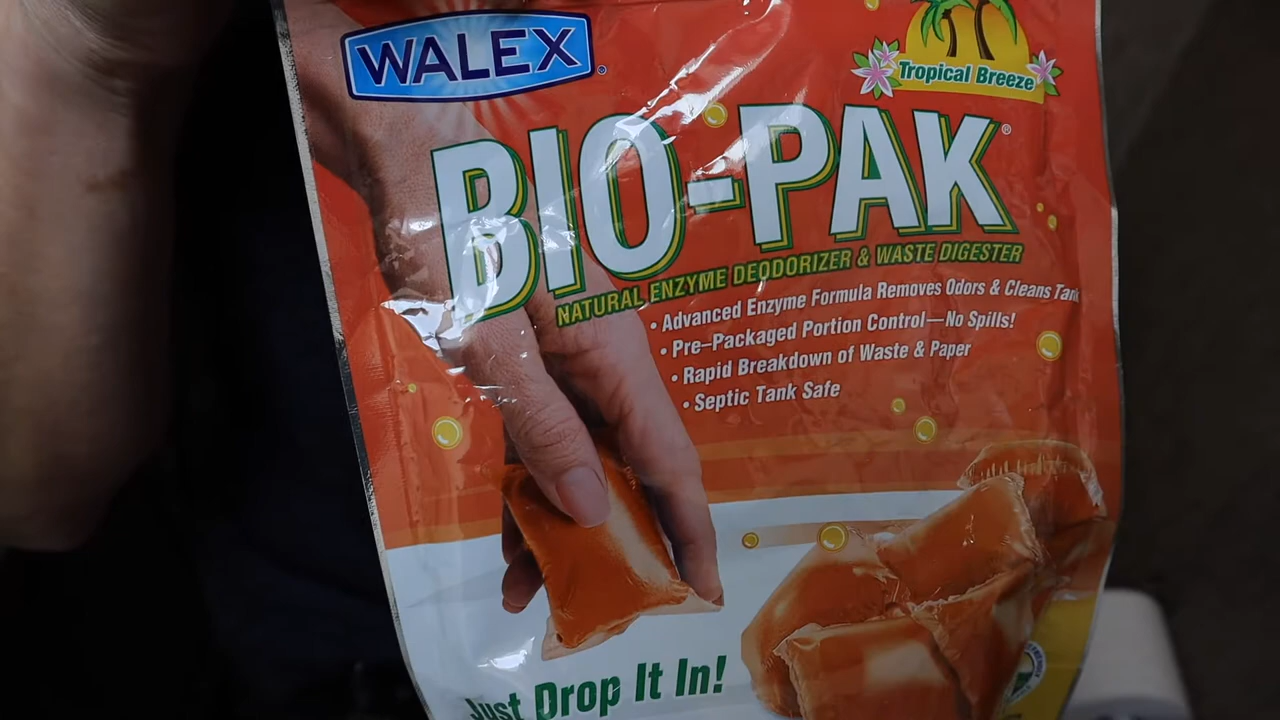 WALEX
Tropical Breeze
BIO-PAK®
NATURAL ENZYME DEODORIZER & WASTE DIGESTER
• Advanced Enzyme Formula Removes Odors & Cleans Tank
• Pre-Packaged Portion Control—No Spills!
• Rapid Breakdown of Waste & Paper
• Septic Tank Safe
Just Drop It In!